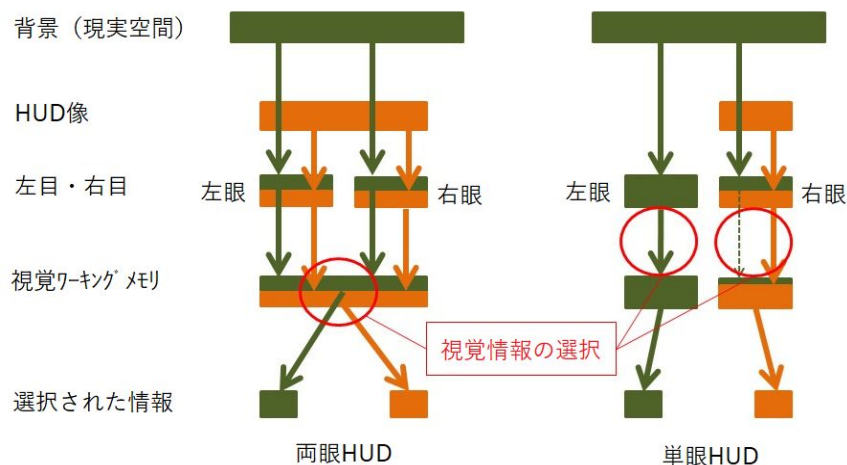 背景（現実空間）
HUD像
左目・右目
左眼
右眼
左眼
右眼
視覚ﾜｰｷﾝｸﾞﾒﾓﾘ
視覚情報の選択
選択された情報
両眼HUD
単眼HUD